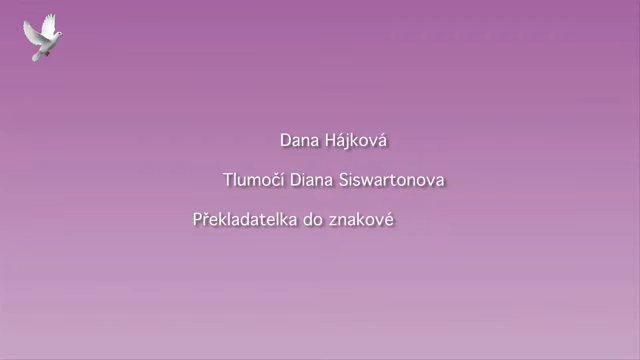 Dana Hájková
Tlumočí Diana Siswartonova
Překladatelka do znakové